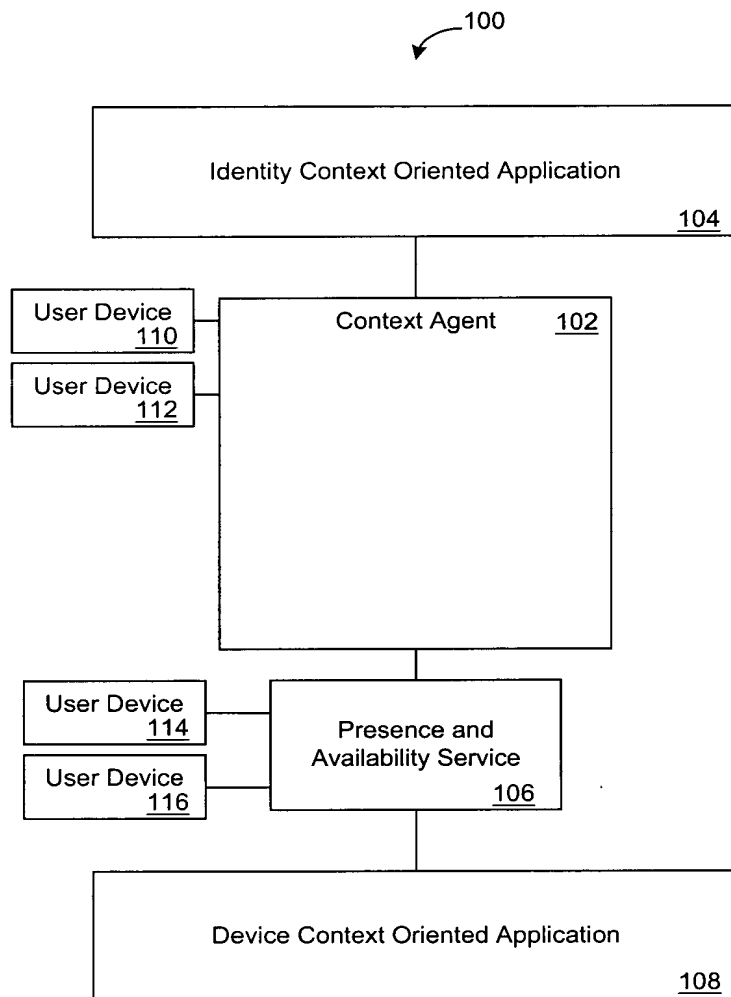 100
Identity Context Oriented Application
104
User Device
110
Context Agent 102
User Device
112
User Device
114
Presence and
Availability Service
106
User Device
116
Device Context Oriented Application
108